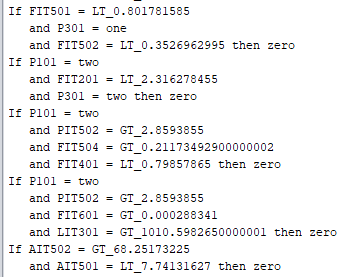 If FIT501 = LT_0.801781585
and P301 = one
and FIT502 = LT_0.3526962995 then zero
If P101 = two
and FIT201 = LT_2.316278455
and P301 = two then zero
If P101 = two
and PIT502 = GT_2.8593855
and FIT504 = GT_0.21173492900000002
and FIT401 = LT_0.79857865 then zero
If P101 = two
and PIT502 = GT_2.8593855
and FIT601 = GT_0.000288341
and LIT301 = GT_1010.5982650000001 then zero
If AIT502 = GT_68.25173225
and AIT501 = LT_7.74131627 then zero